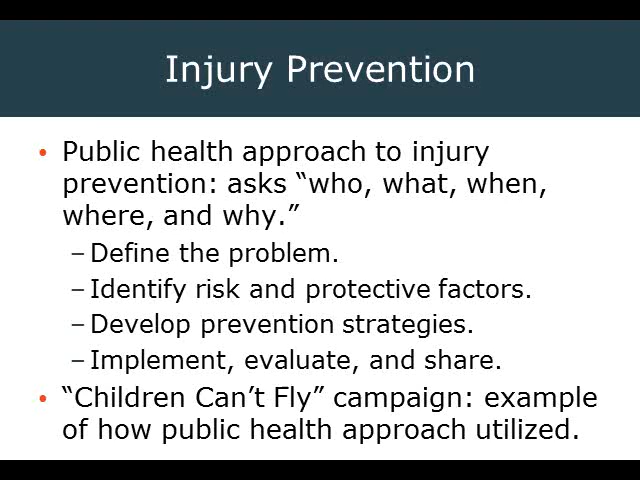 Injury Prevention
• Public health approach to injury
prevention: asks “who, what, when,
where, and why.”
– Define the problem.
– Identify risk and protective factors.
– Develop prevention strategies.
– Implement, evaluate, and share.
• “Children Can’t Fly” campaign: example
of how public health approach utilized.